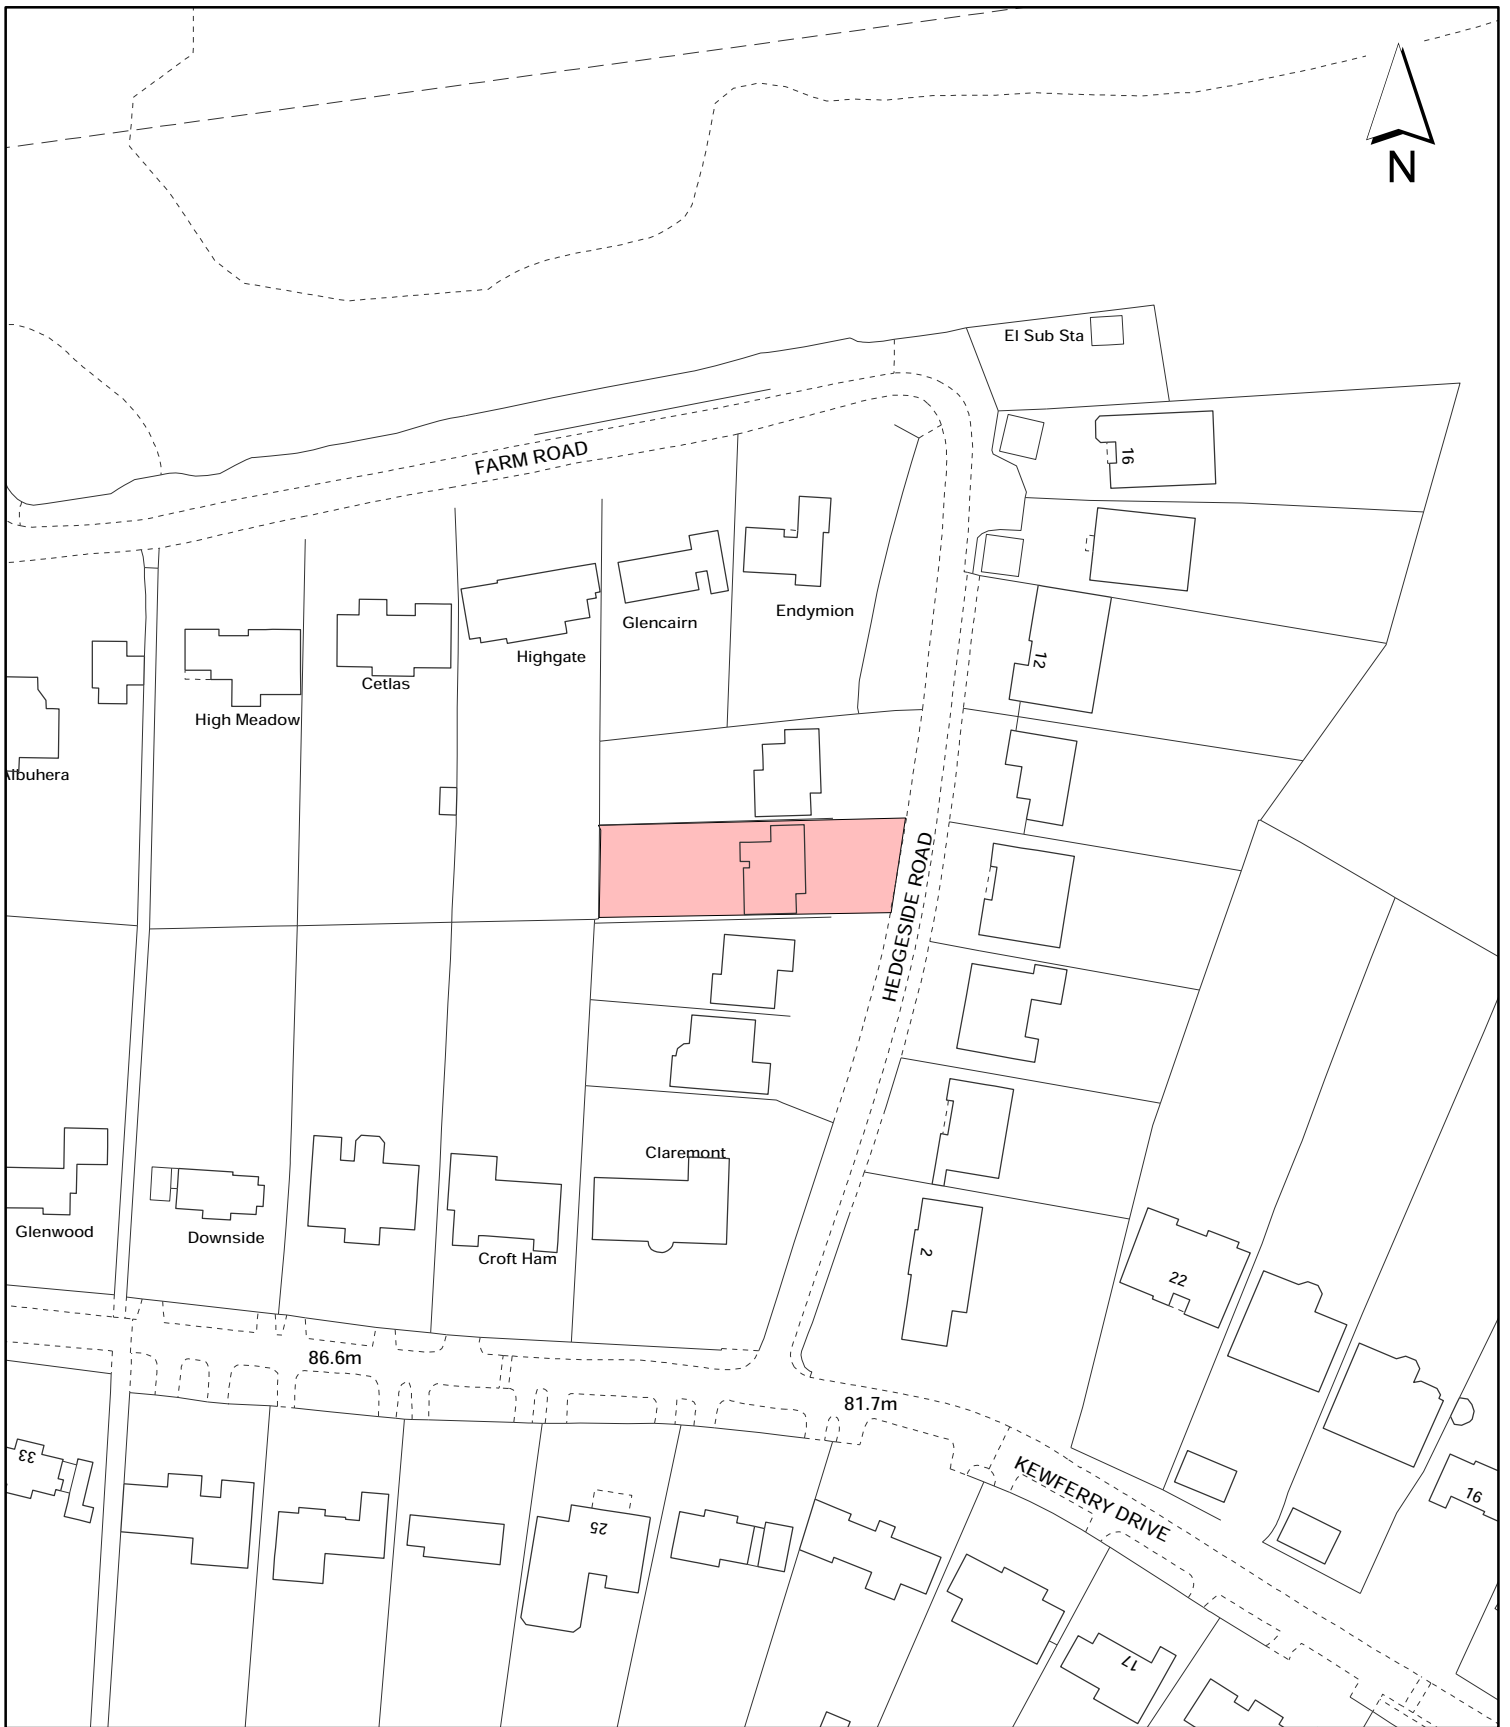 N
El Sub Sta
16
FARM ROAD
Endymion
Glencairn
12
Highgate
Cetlas
High Meadow
Albuhera
HEDGESIDE ROAD
Claremont
Glenwood
Downside
Croft Ham
2
22
86.6m
81.7m
33
KEWFERRY DRIVE
16
25
17